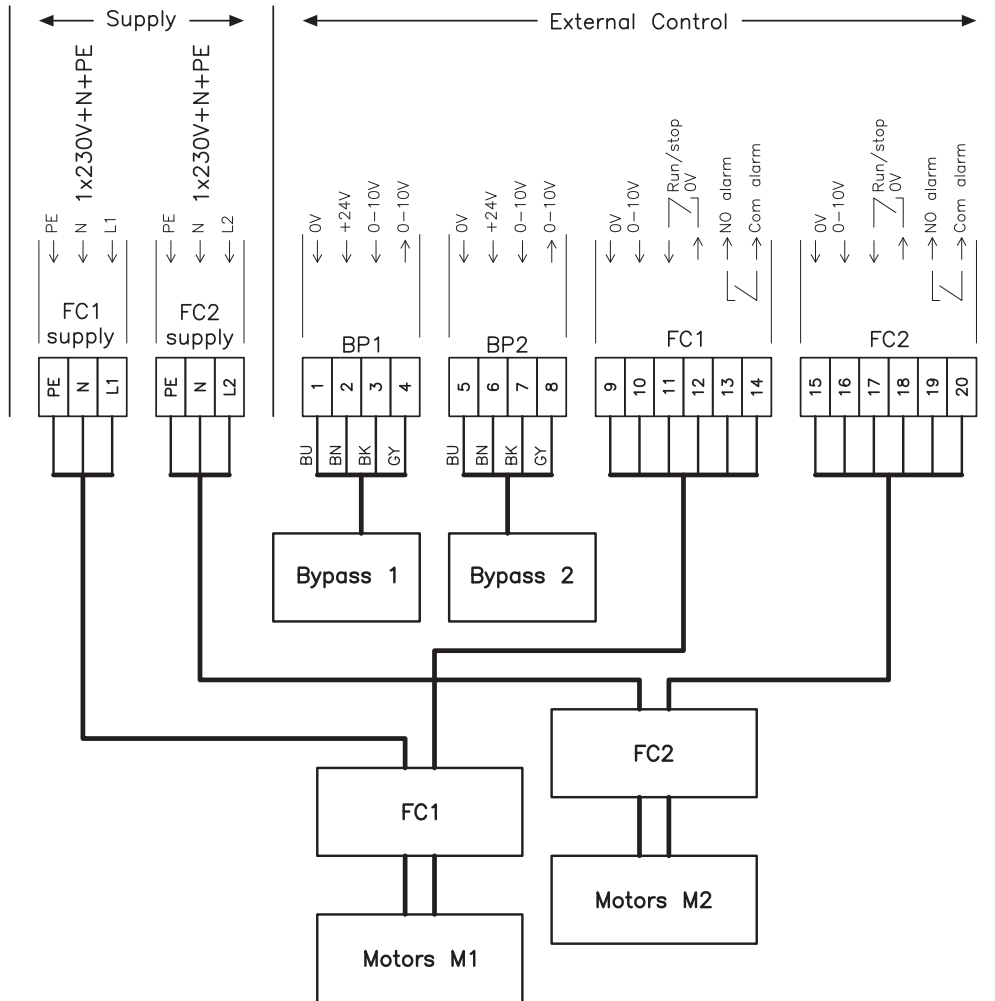 Supply
External Control
1x230V+N+PE
1x230V+N+PE
PE
N
L1
PE
N
L2
0V
+24V
0-10V
0-10V
0V
+24V
0-10V
0-10V
0V
0-10V
Run/stop
0V
NO alarm
Com alarm
0V
0-10V
Run/stop
0V
NO alarm
Com alarm
FC1
supply
FC2
supply
BP1
BP2
FC1
FC2
PE
N
L1
PE
N
L2
1
2
3
4
5
6
7
8
9
10
11
12
13
14
15
16
17
18
19
20
BU
BN
BK
GY
BU
BN
BK
GY
Bypass 1
Bypass 2
FC2
FC1
Motors M2
Motors M1